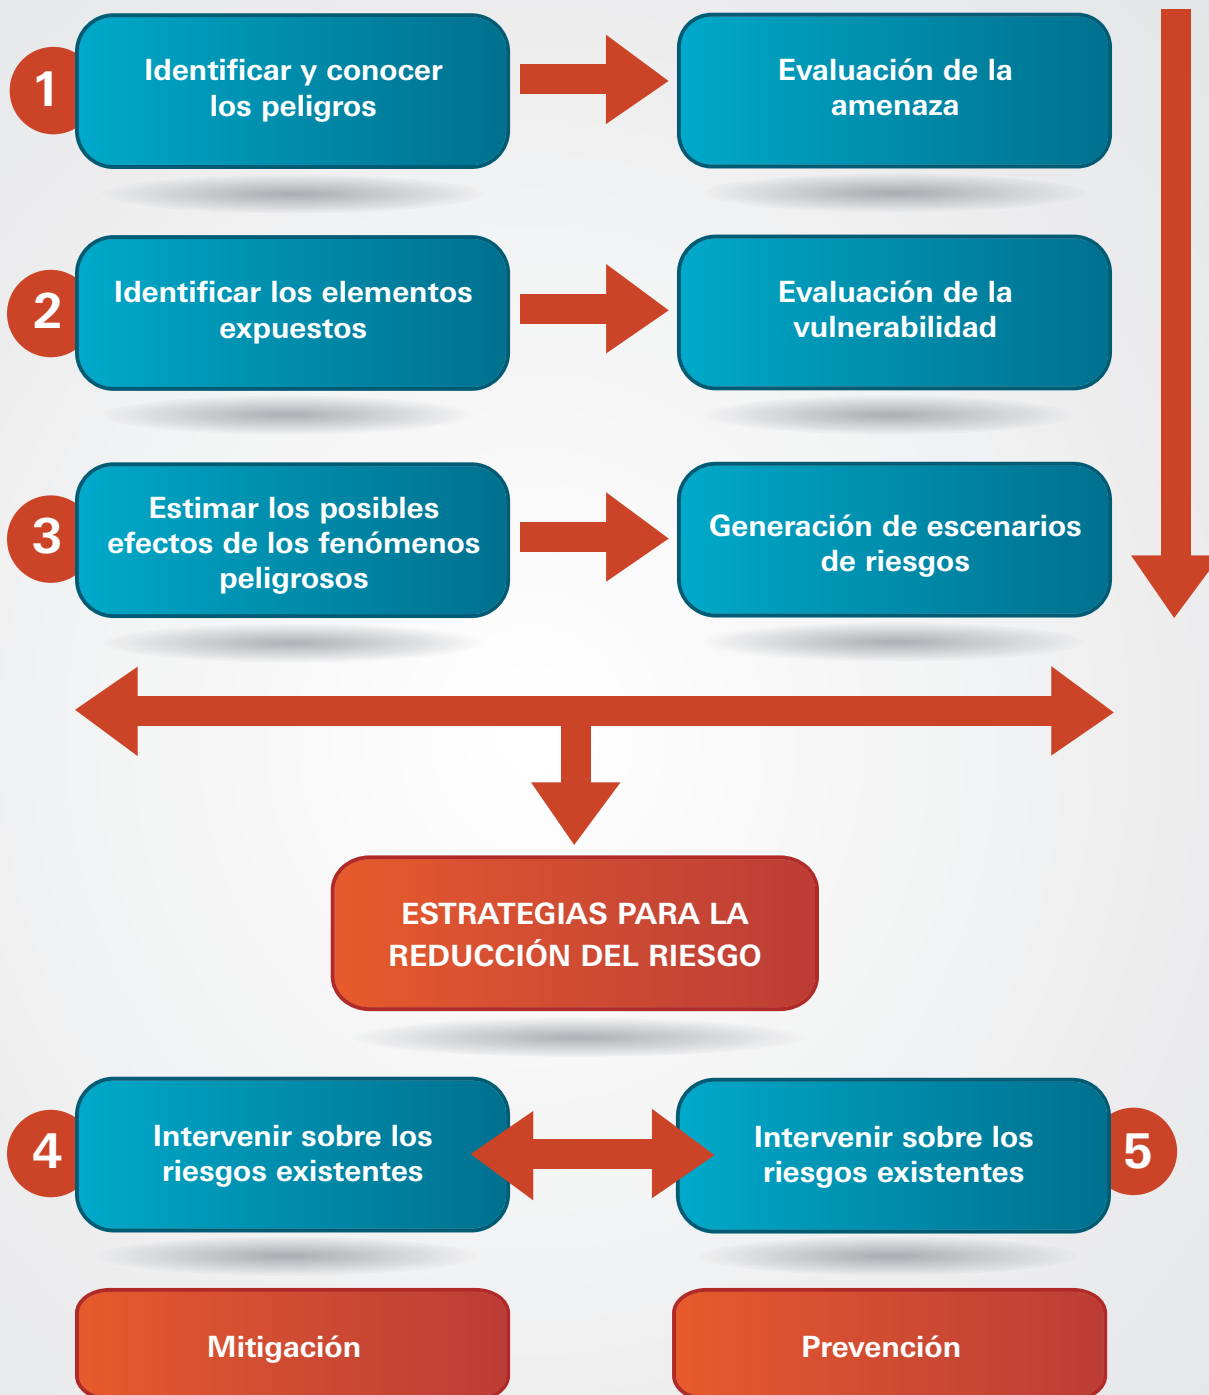 1
Identificar y conocer
los peligros
Evaluación de la
amenaza
2
Identificar los elementos
expuestos
Evaluación de la
vulnerabilidad
3
Estimar los posibles
efectos de los fenómenos
peligrosos
Generación de escenarios
de riesgos
ESTRATEGIAS PARA LA
REDUCCIÓN DEL RIESGO
4
Intervenir sobre los
riesgos existentes
Intervenir sobre los
riesgos existentes
5
Mitigación
Prevención